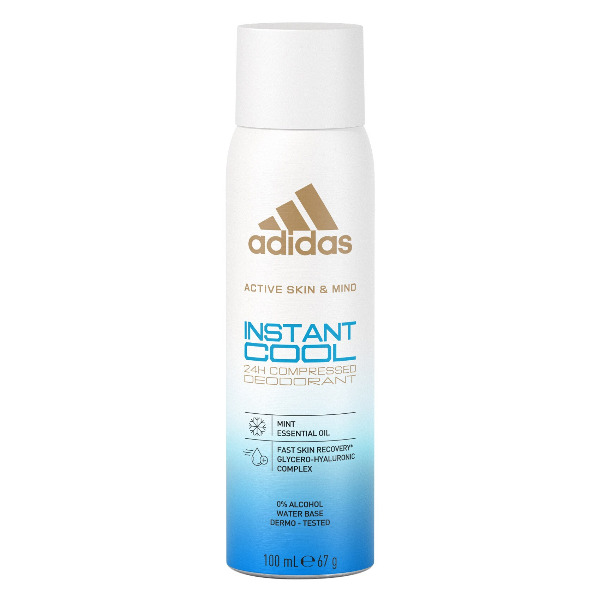 adidas
ACTIVE SKIN & MIND
INSTANT
COOL
24H COMPRESSED
DEODORANT
MINT
ESSENTIAL OIL
FAST SKIN RECOVERY*
GLYCERO-HYALURONIC
COMPLEX
0% ALCOHOL
WATER BASE
DERMO - TESTED
100 mL ℮ 67 g